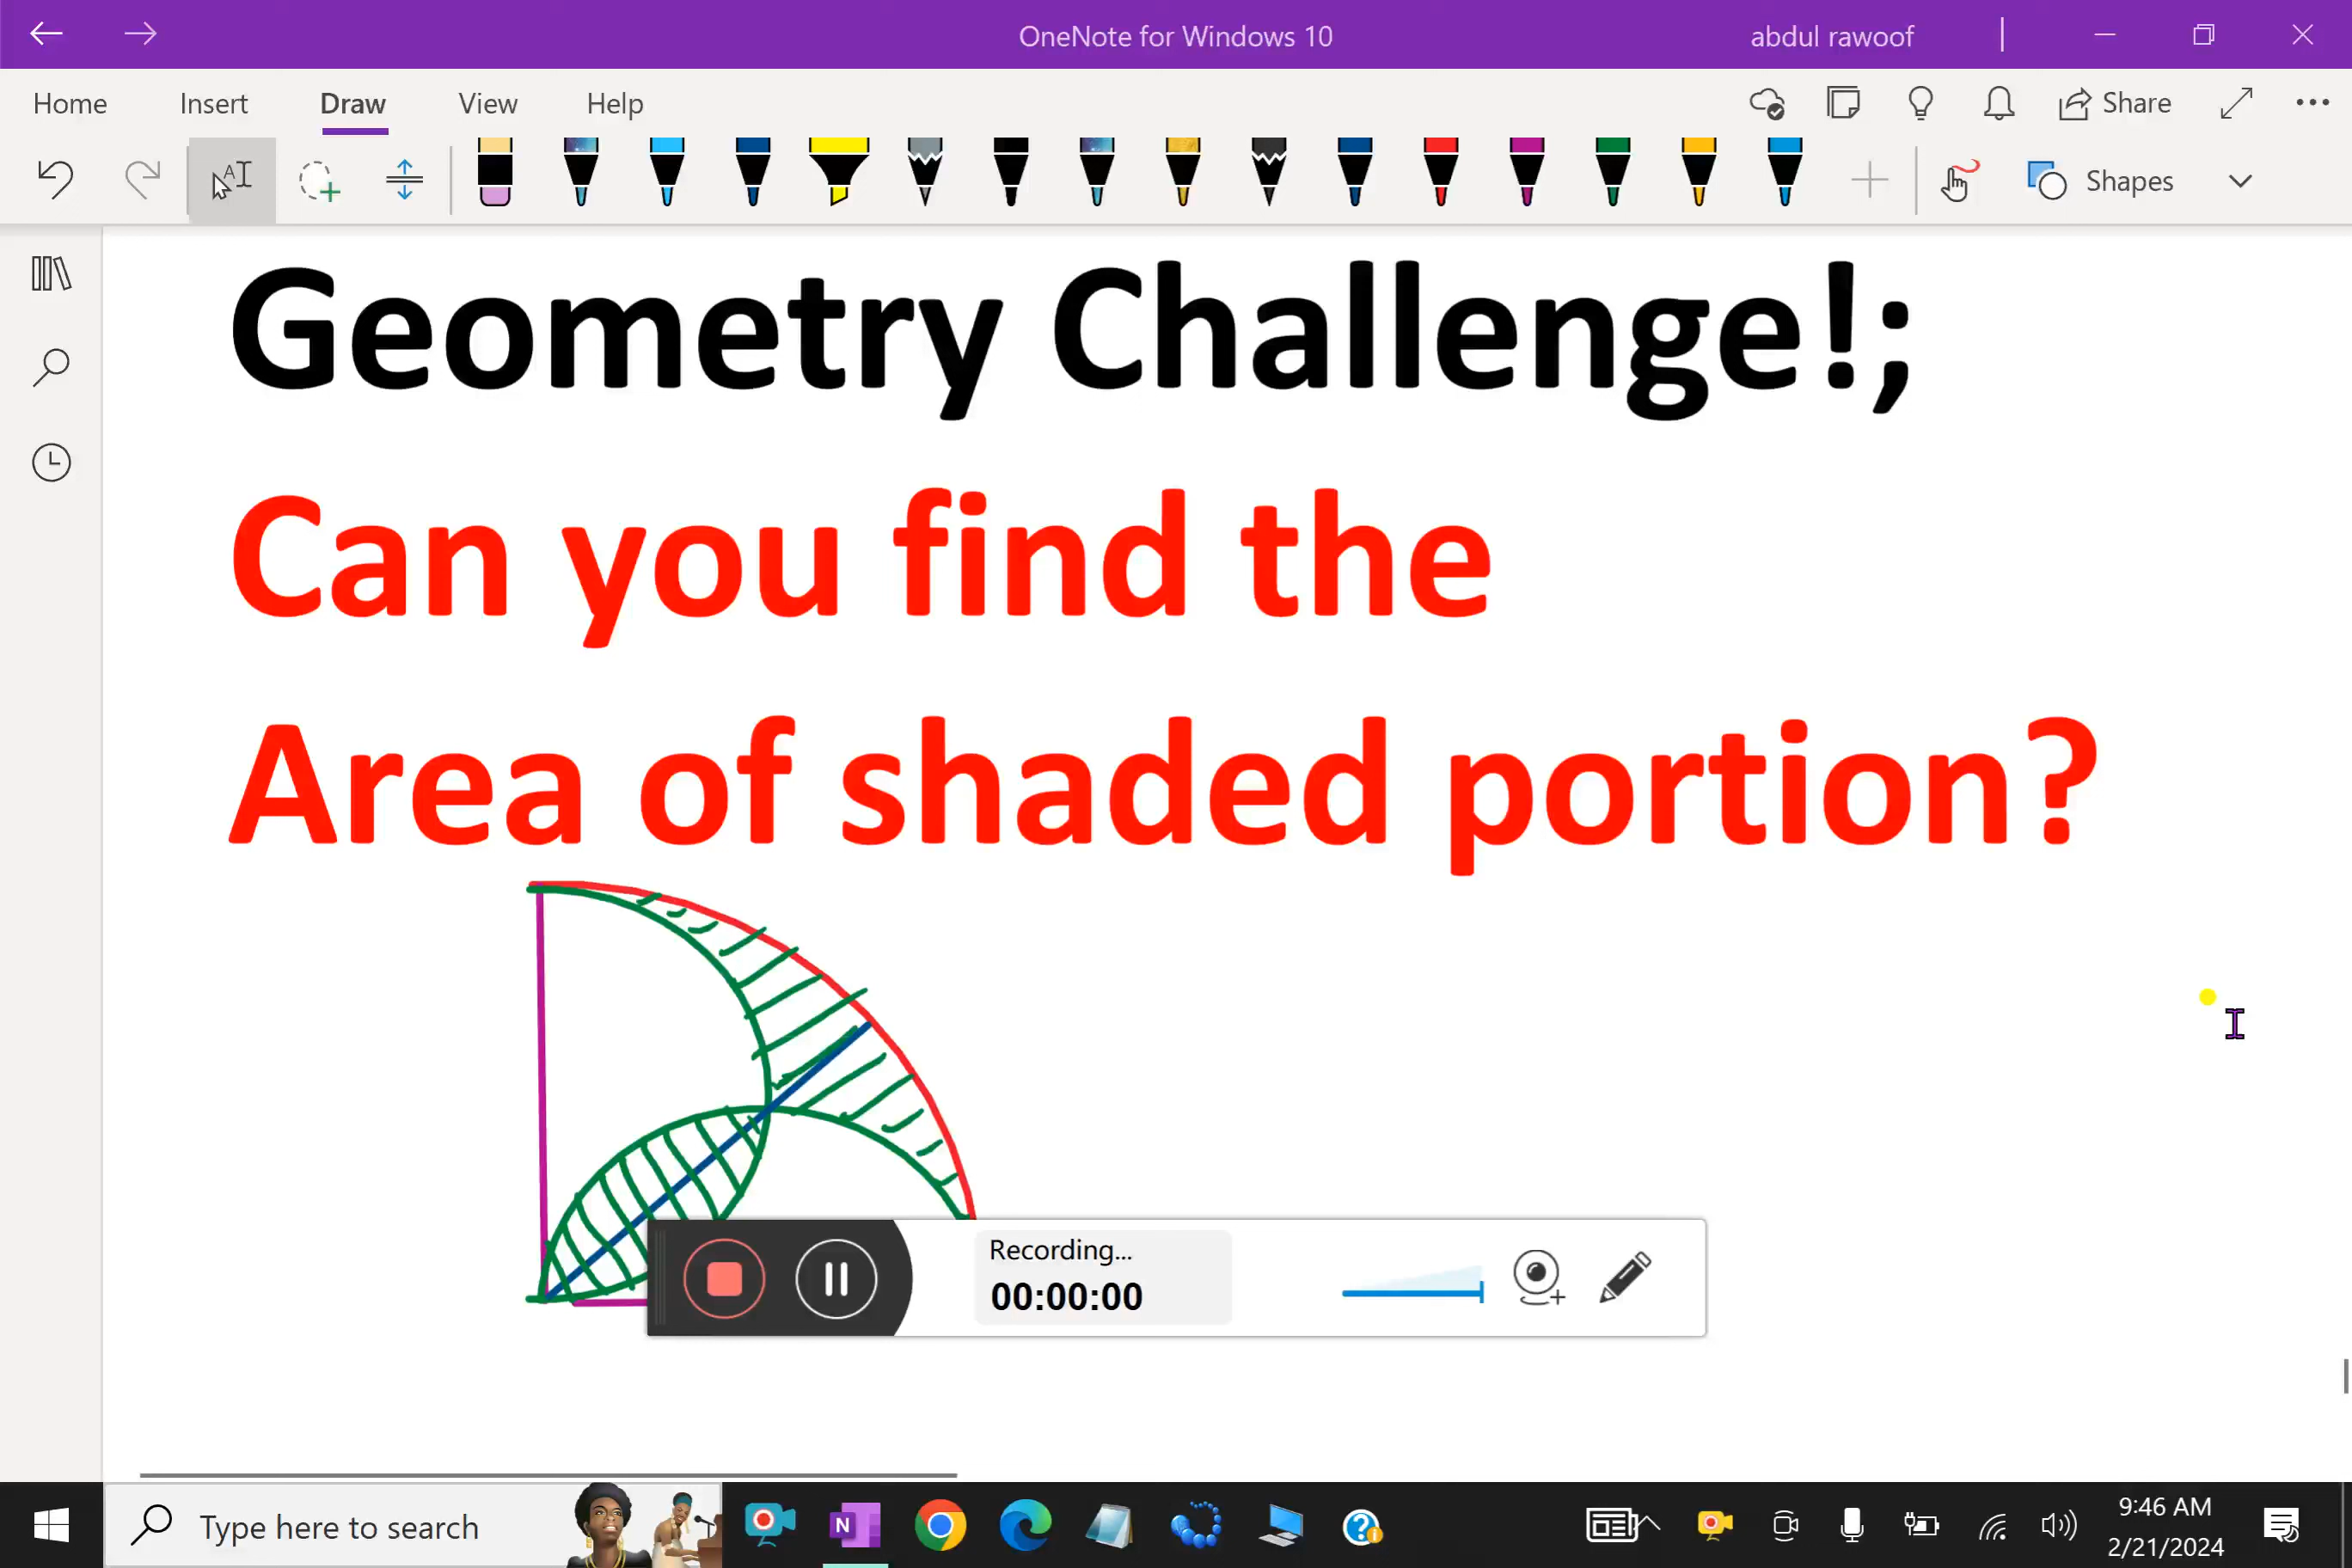 OneNote for Windows 10
abdul rawoof
Home Insert Draw View Help
Share
Shapes
Geometry Challenge!;
Can you find the
Area of shaded portion?
Recording...
00:00:00
Type here to search
9:46 AM
2/21/2024